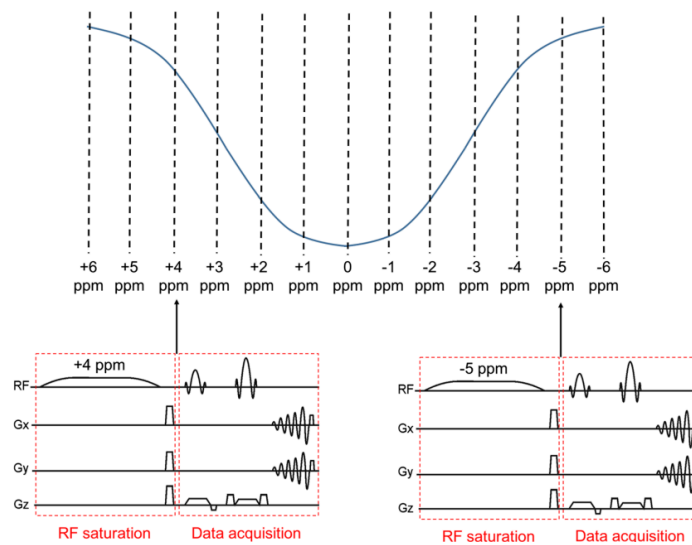 +6 +5 +4 +3 +2 +1 0 -1 -2 -3 -4 -5 -6
ppm ppm ppm ppm ppm ppm ppm ppm ppm ppm ppm ppm ppm
+4 ppm
RF
Gx
Gy
Gz
RF saturation Data acquisition
-5 ppm
RF
Gx
Gy
Gz
RF saturation Data acquisition